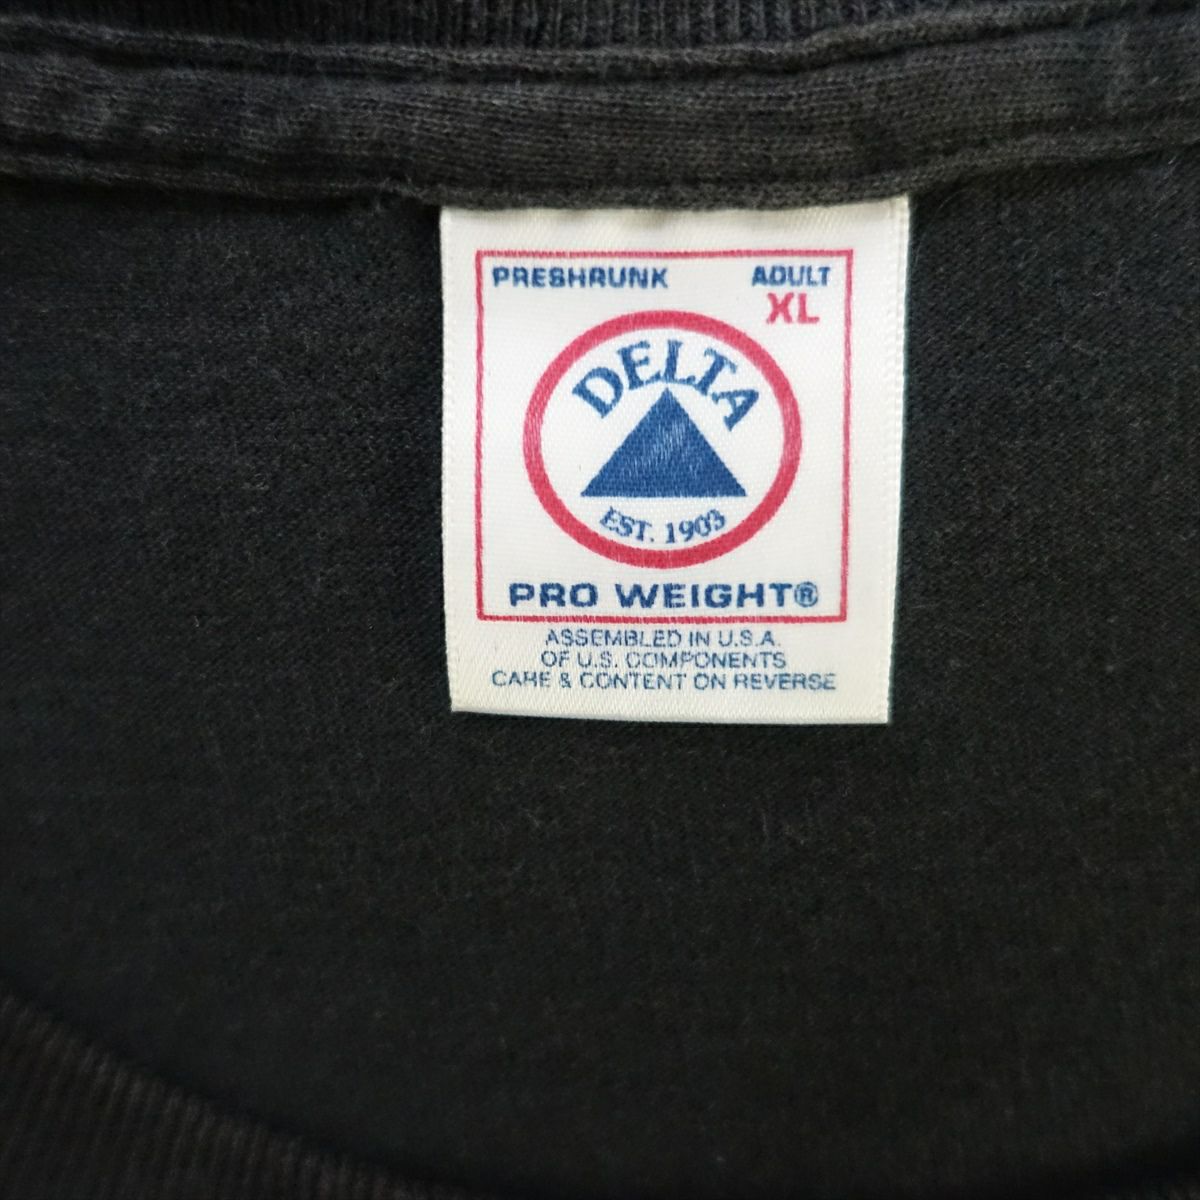 PRESHRUNK ADULT
XL
DELTA
EST. 1903
PRO WEIGHT®
ASSEMBLED IN U.S.A.
OF U.S. COMPONENTS
CARE & CONTENT ON REVERSE